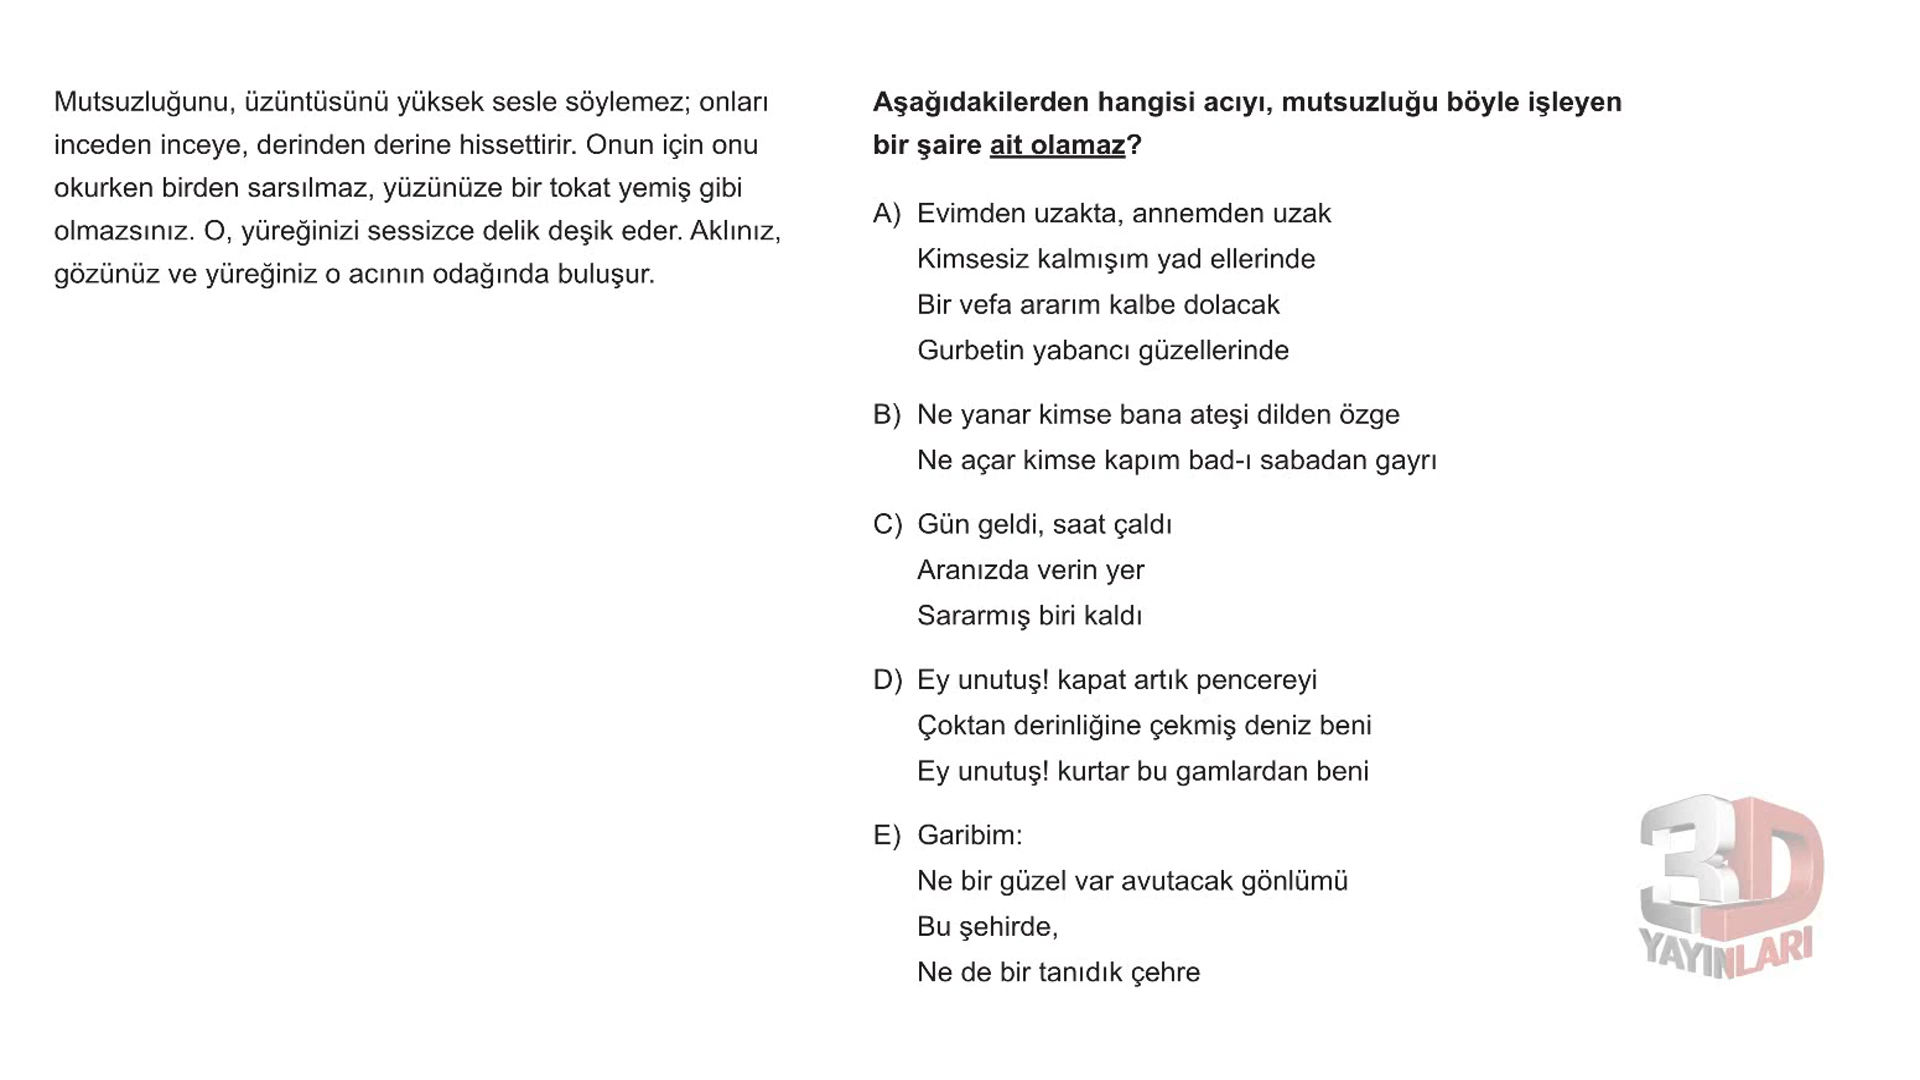 Mutsuzluğunu, üzüntüsünü yüksek sesle söylemez; onları
inceden inceye, derinden derine hissettirir. Onun için onu
okurken birden sarsılmaz, yüzünüze bir tokat yemiş gibi
olmazsınız. O, yüreğinizi sessizce delik deşik eder. Aklınız,
gözünüz ve yüreğiniz o acının odağında buluşur.
Aşağıdakilerden hangisi acıyı, mutsuzluğu böyle işleyen
bir şaire ait olamaz?
A) Evimden uzakta, annemden uzak
Kimsesiz kalmışım yad ellerinde
Bir vefa ararım kalbe dolacak
Gurbetin yabancı güzellerinde
B) Ne yanar kimse bana ateşi dilden özge
Ne açar kimse kapım bad-ı sabadan gayrı
C) Gün geldi, saat çaldı
Aranızda verin yer
Sararmış biri kaldı
D) Ey unutuş! kapat artık pencereyi
Çoktan derinliğine çekmiş deniz beni
Ey unutuş! kurtar bu gamlardan beni
E) Garibim:
Ne bir güzel var avutacak gönlümü
Bu şehirde,
Ne de bir tanıdık çehre
3D
YAYINLARI